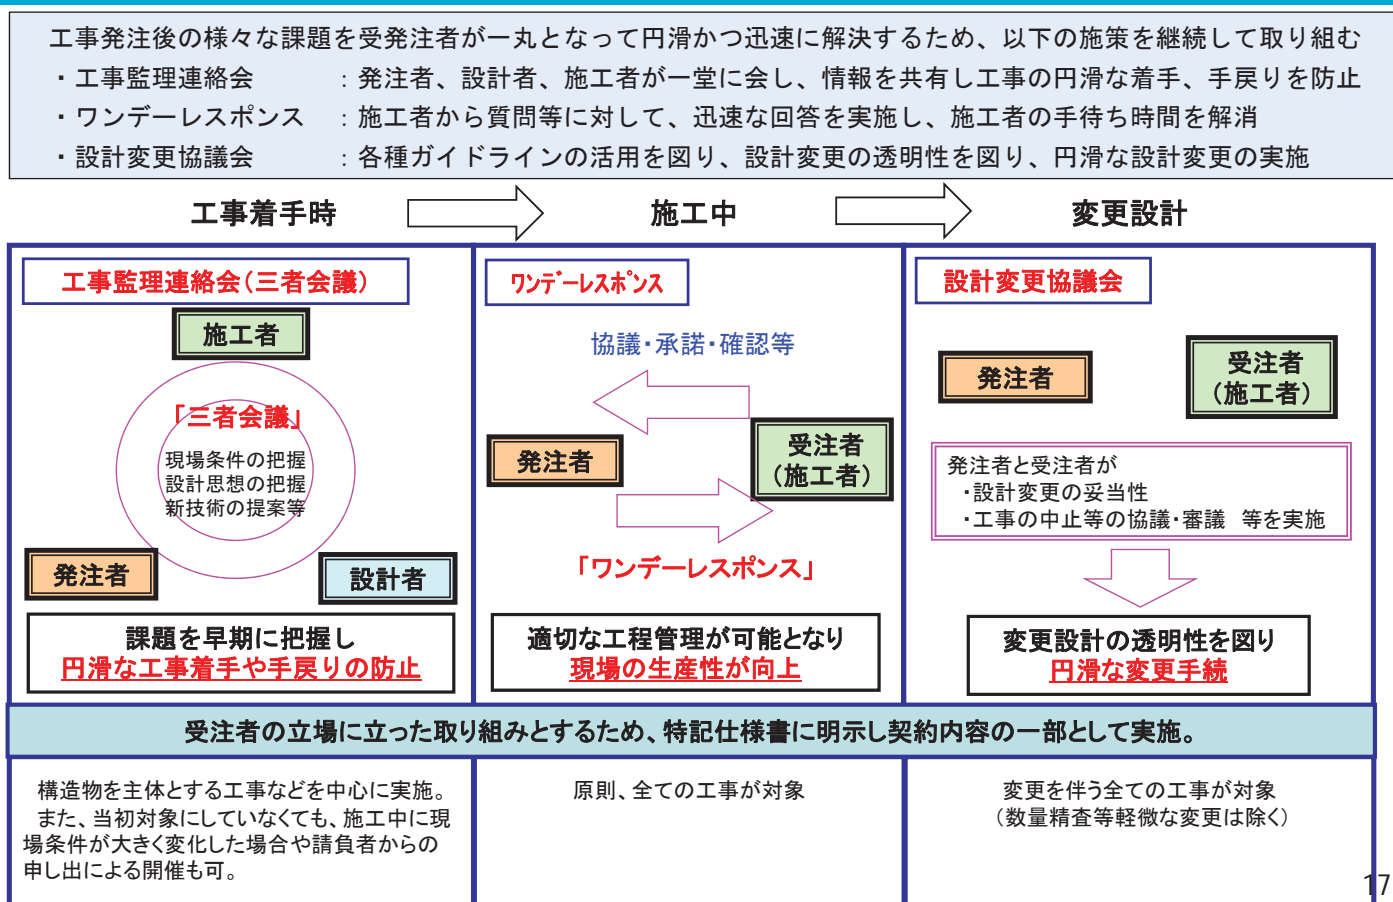 工事発注後の様々な課題を受発注者が一丸となって円滑かつ迅速に解決するため、以下の施策を継続して取り組む
・工事監理連絡会　　　：発注者、設計者、施工者が一堂に会し、情報を共有し工事の円滑な着手、手戻りを防止
・ワンデーレスポンス　：施工者から質問等に対して、迅速な回答を実施し、施工者の手待ち時間を解消
・設計変更協議会　　　：各種ガイドラインの活用を図り、設計変更の透明性を図り、円滑な設計変更の実施
工事着手時
施工中
変更設計
工事監理連絡会(三者会議)
施工者
「三者会議」
現場条件の把握
設計思想の把握
新技術の提案等
発注者
設計者
課題を早期に把握し
円滑な工事着手や手戻りの防止
ﾜﾝﾃﾞｰﾚｽﾎﾟﾝｽ
協議・承諾・確認等
発注者
受注者
(施工者)
「ワンデーレスポンス」
適切な工程管理が可能となり
現場の生産性が向上
設計変更協議会
発注者
受注者
(施工者)
発注者と受注者が
・設計変更の妥当性
・工事の中止等の協議・審議　等を実施
変更設計の透明性を図り
円滑な変更手続
受注者の立場に立った取り組みとするため、特記仕様書に明示し契約内容の一部として実施。
構造物を主体とする工事などを中心に実施。
また、当初対象にしていなくても、施工中に現
場条件が大きく変化した場合や請負者からの
申し出による開催も可。
原則、全ての工事が対象
変更を伴う全ての工事が対象
(数量精査等軽微な変更は除く)
17